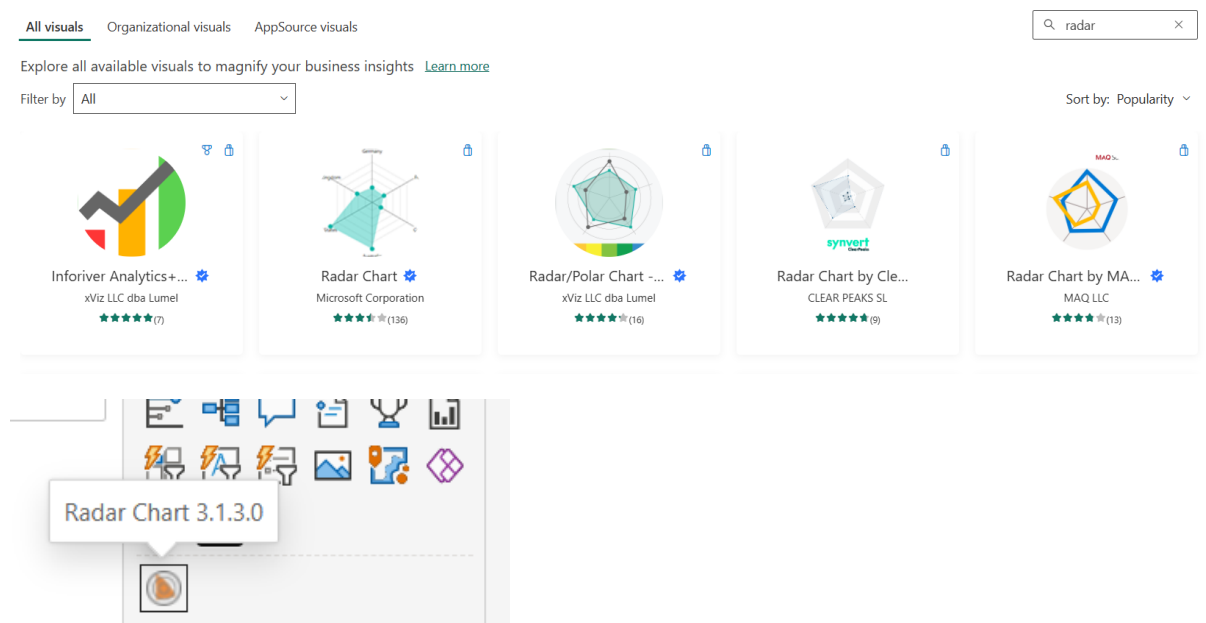 All visuals Organizational visuals AppSource visuals
radar
Explore all available visuals to magnify your business insights Learn more
Filter by All
Sort by: Popularity
Germany
MAQ
synvert
Inforiver Analytics+...
xViz LLC dba Lumel
(7)
Radar Chart
Microsoft Corporation
(136)
Radar/Polar Chart -...
xViz LLC dba Lumel
(16)
Radar Chart by Cle...
CLEAR PEAKS SL
(9)
Radar Chart by MA...
MAQ LLC
(13)
Radar Chart 3.1.3.0